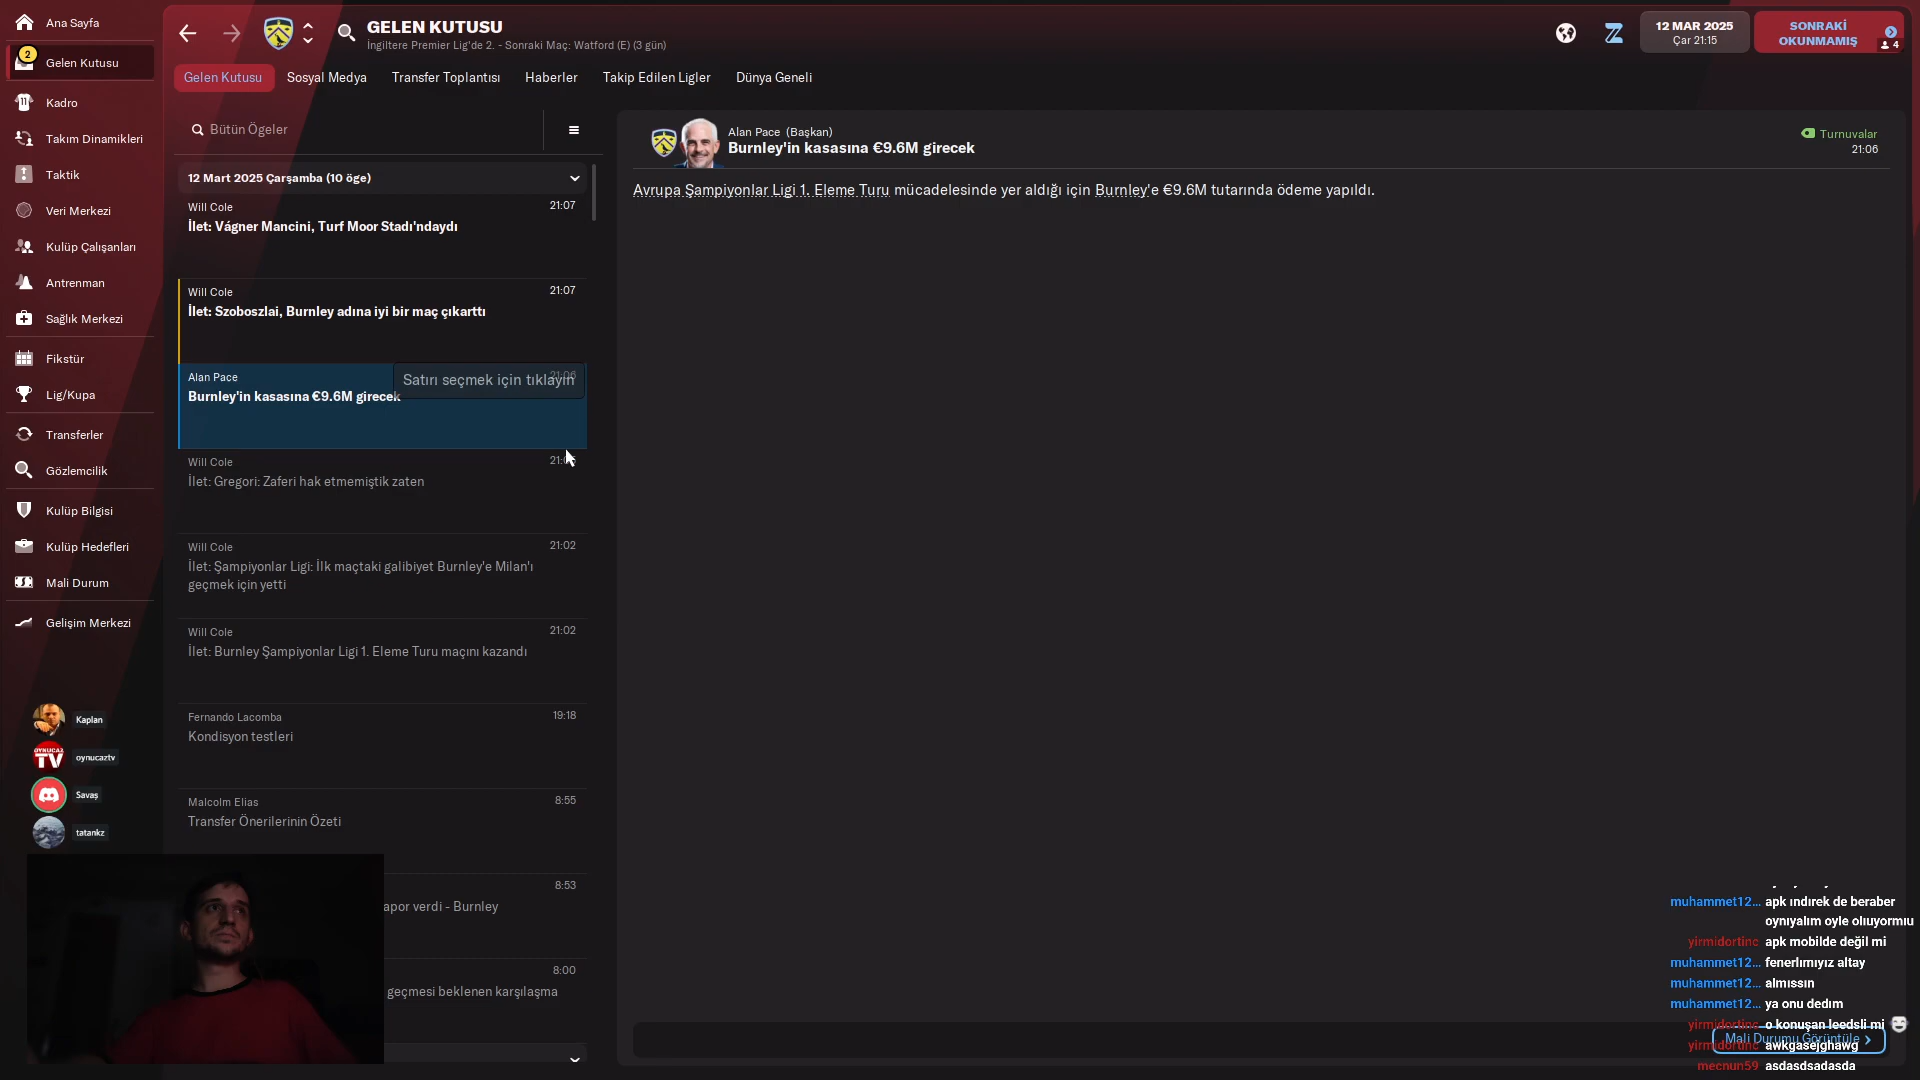 Ana Sayfa
2
Gelen Kutusu
Kadro
Takım Dinamikleri
Taktik
Veri Merkezi
Kulüp Çalışanları
Antrenman
Sağlık Merkezi
Fikstür
Lig/Kupa
Transferler
Gözlemcilik
Kulüp Bilgisi
Kulüp Hedefleri
Mali Durum
Gelişim Merkezi
Kaplan
OYNUCAZ TV
oynucaztv
Savaş
tatankz
GELEN KUTUSU
İngiltere Premier Lig'de 2. - Sonraki Maç: Watford (E) (3 gün)
12 MAR 2025
Çar 21:15
SONRAKİ
OKUNMAMIŞ
4
Gelen Kutusu
Sosyal Medya
Transfer Toplantısı
Haberler
Takip Edilen Ligler
Dünya Geneli
Bütün Ögeler
12 Mart 2025 Çarşamba (10 öge)
Will Cole
21:07
İlet: Vágner Mancini, Turf Moor Stadı'ndaydı
Will Cole
21:07
İlet: Szoboszlai, Burnley adına iyi bir maç çıkarttı
Alan Pace
21:06
Satırı seçmek için tıklayın
Burnley'in kasasına €9.6M girecek
Will Cole
İlet: Gregori: Zaferi hak etmemiştik zaten
Will Cole
21:02
İlet: Şampiyonlar Ligi: İlk maçtaki galibiyet Burnley'e Milan'ı
geçmek için yetti
Will Cole
21:02
İlet: Burnley Şampiyonlar Ligi 1. Eleme Turu maçını kazandı
Fernando Lacomba
19:18
Kondisyon testleri
Malcolm Elias
8:55
Transfer Önerilerinin Özeti
8:53
apor verdi - Burnley
8:00
geçmesi beklenen karşılaşma
Alan Pace (Başkan)
Burnley'in kasasına €9.6M girecek
Turnuvalar
21:06
Avrupa Şampiyonlar Ligi 1. Eleme Turu mücadelesinde yer aldığı için Burnley'e €9.6M tutarında ödeme yapıldı.
muhammet12... apk ındırek de beraber
oynıyalım oyle olııyormıu
yirmidortinc apk mobilde değil mi
muhammet12... fenerlımıyız altay
muhammet12... almıssın
muhammet12... ya onu dedım
yirmidortinc o konuşan leedsli mi
Mali Durumu Görüntüle
yirmidortinc awkgasejghawg
mecnun59 asdasdsadasda